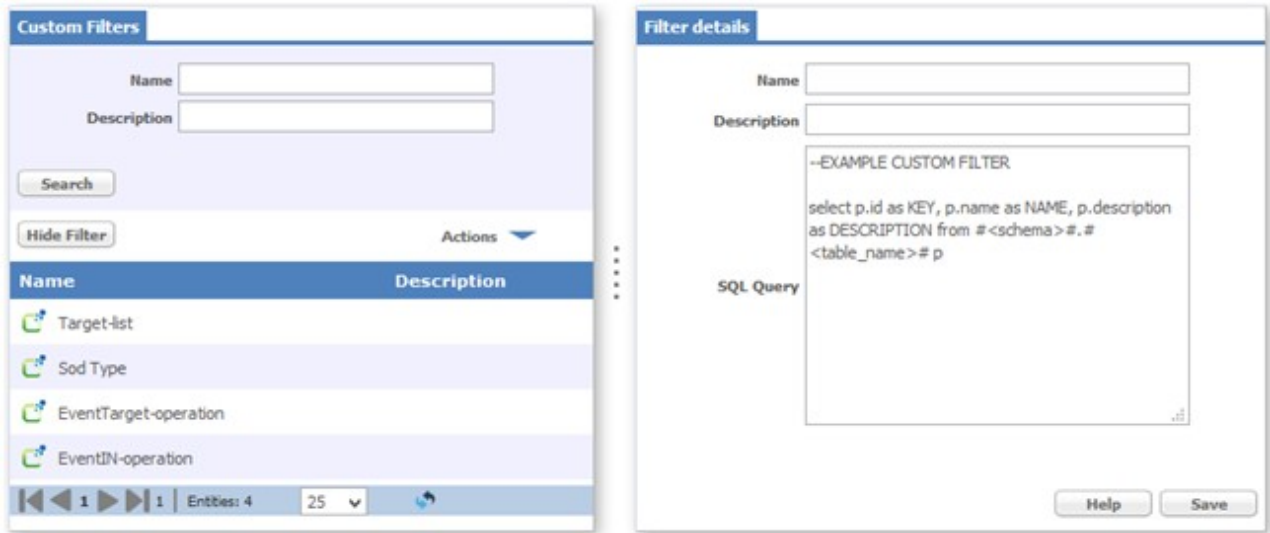 Custom Filters
Name
Description
Search
Hide Filter
Actions
Name Description
Target-list
Sod Type
EventTarget-operation
EventIN-operation
1 1 Entities: 4 25
Filter details
Name
Description
SQL Query
--EXAMPLE CUSTOM FILTER
select p.id as KEY, p.name as NAME, p.description
as DESCRIPTION from #<schema>#.#
<table_name># p
Help Save